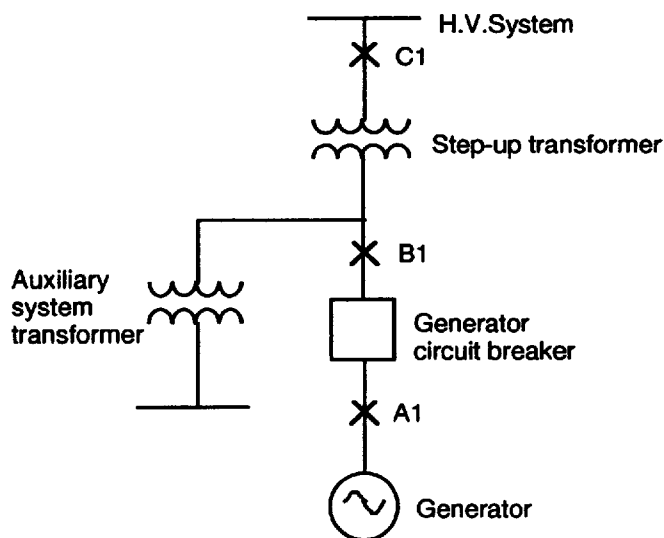 H.V.System
C1
Step-up transformer
B1
Auxiliary
system
transformer
Generator
circuit breaker
A1
Generator